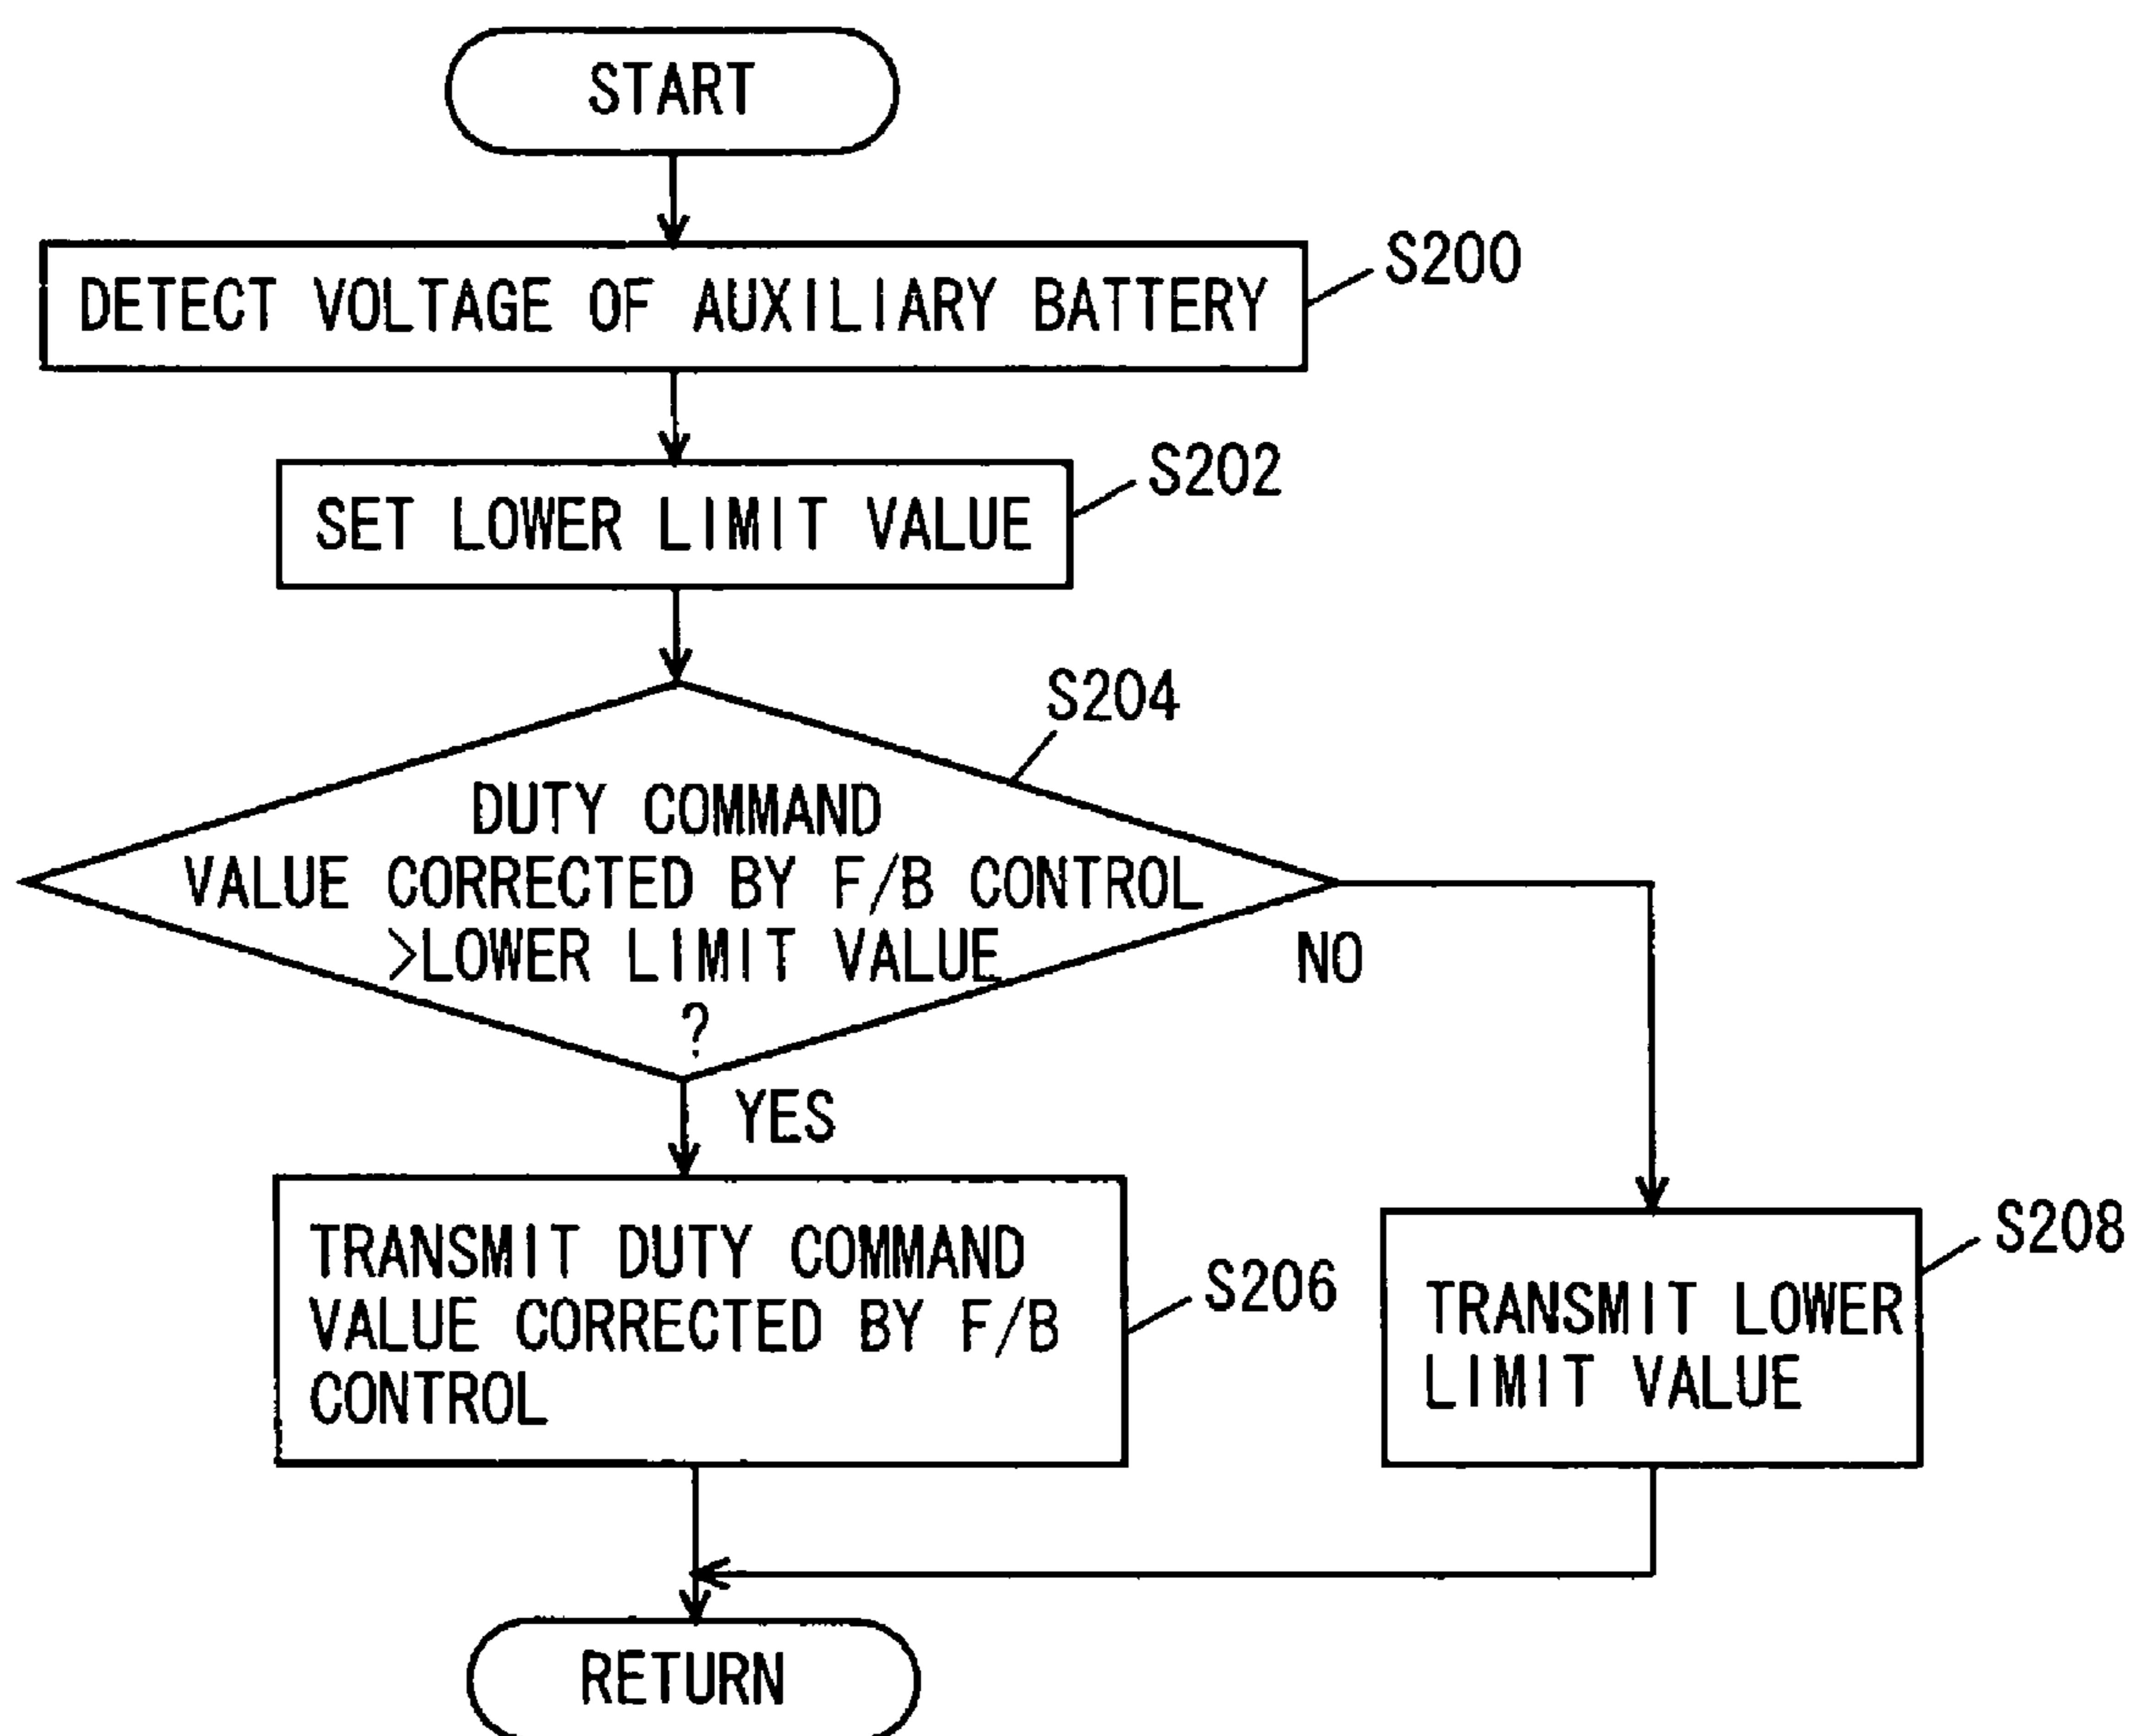 START
DETECT VOLTAGE OF AUXILIARY BATTERY
S200
SET LOWER LIMIT VALUE
S202
S204
DUTY COMMAND
VALUE CORRECTED BY F/B CONTROL
>LOWER LIMIT VALUE
?
NO
YES
TRANSMIT DUTY COMMAND
VALUE CORRECTED BY F/B
CONTROL
S206
TRANSMIT LOWER
LIMIT VALUE
S208
RETURN